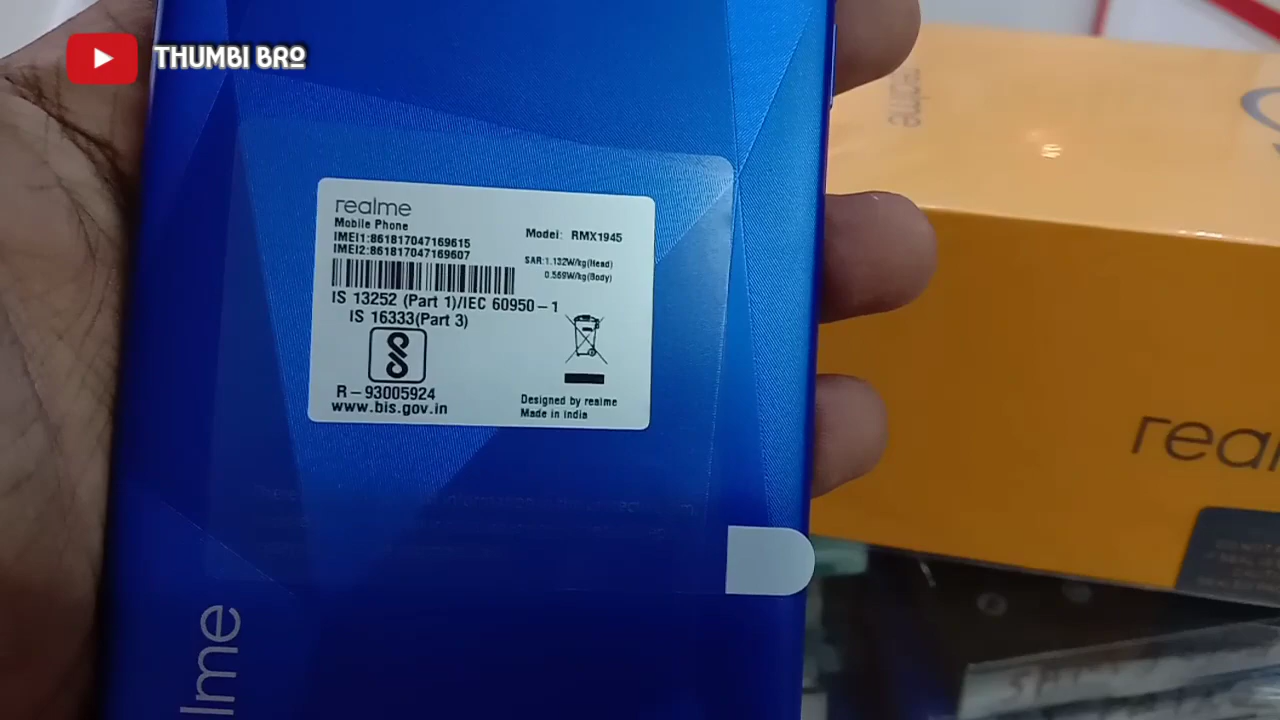 THUMBI BRO
realme
Mobile Phone
IMEI1:861817047169615
IMEI2:861817047169607
Model: RMX1945
SAR:1.132W/kg(Head)
0.569W/kg(Body)
IS 13252 (Part 1)/IEC 60950-1
IS 16333(Part 3)
R-93005924
www.bis.gov.in
Designed by realme
Made in india
lme
realme
real